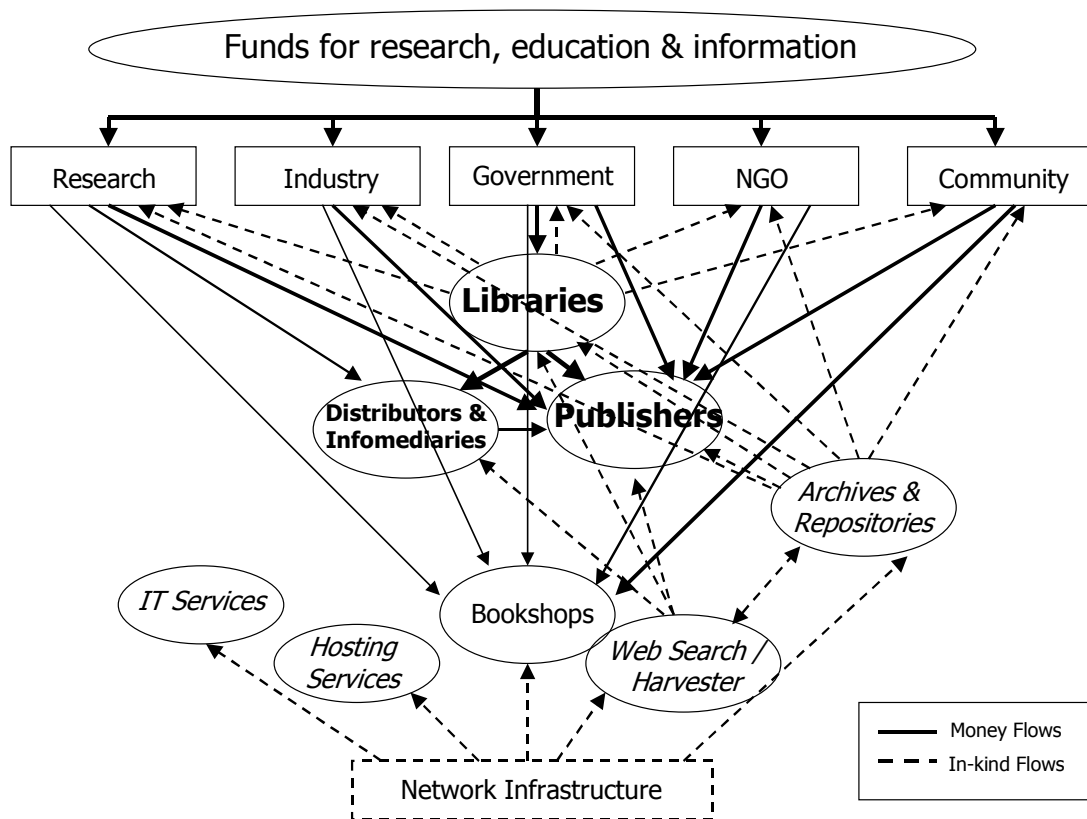 Funds for research, education & information
Research
Industry
Government
NGO
Community
Libraries
Distributors &
Infomediaries
Publishers
Archives &
Repositories
IT Services
Hosting
Services
Bookshops
Web Search /
Harvester
Network Infrastructure
Money Flows
In-kind Flows